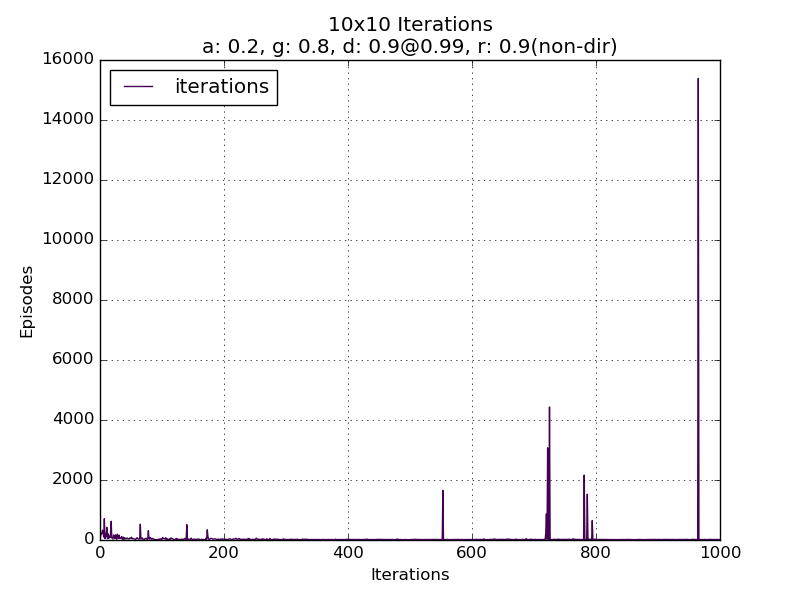 10x10 Iterations
a: 0.2, g: 0.8, d: 0.9@0.99, r: 0.9(non-dir)
16000
iterations
14000
12000
10000
8000
Episodes
6000
4000
2000
0
0 200 400 600 800 1000
Iterations